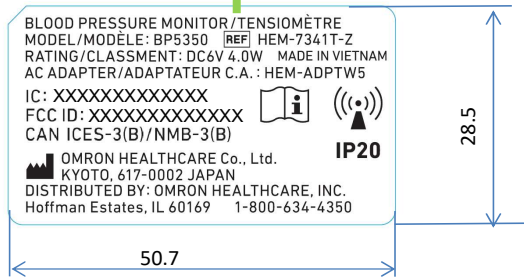 BLOOD PRESSURE MONITOR/TENSIOMÈTRE
MODEL/MODÈLE: BP5350 REF HEM-7341T-Z
RATING/CLASSMENT: DC6V 4.0W MADE IN VIETNAM
AC ADAPTER/ADAPTATEUR C.A.: HEM-ADPTW5
IC: XXXXXXXXXXXXX
FCC ID: XXXXXXXXXXXXX
CAN ICES-3(B)/NMB-3(B)
IP20
OMRON HEALTHCARE Co., Ltd.
KYOTO, 617-0002 JAPAN
DISTRIBUTED BY: OMRON HEALTHCARE, INC.
Hoffman Estates, IL 60169 1-800-634-4350
28.5
50.7